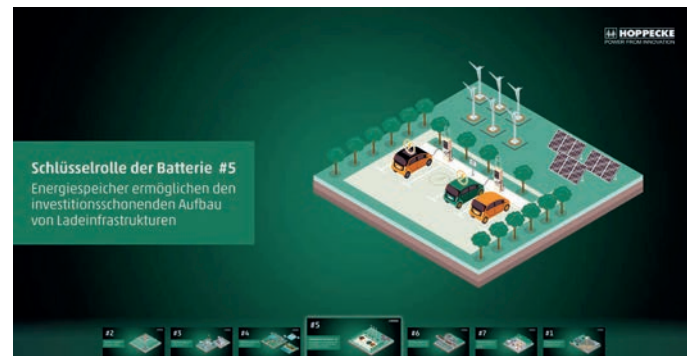 HOPPECKE
POWER FROM INNOVATION
Schlüsselrolle der Batterie #5
Energiespeicher ermöglichen den
investitionsschonenden Aufbau
von Ladeinfrastrukturen
#2
#3
#4
#5
#6
#7
#1